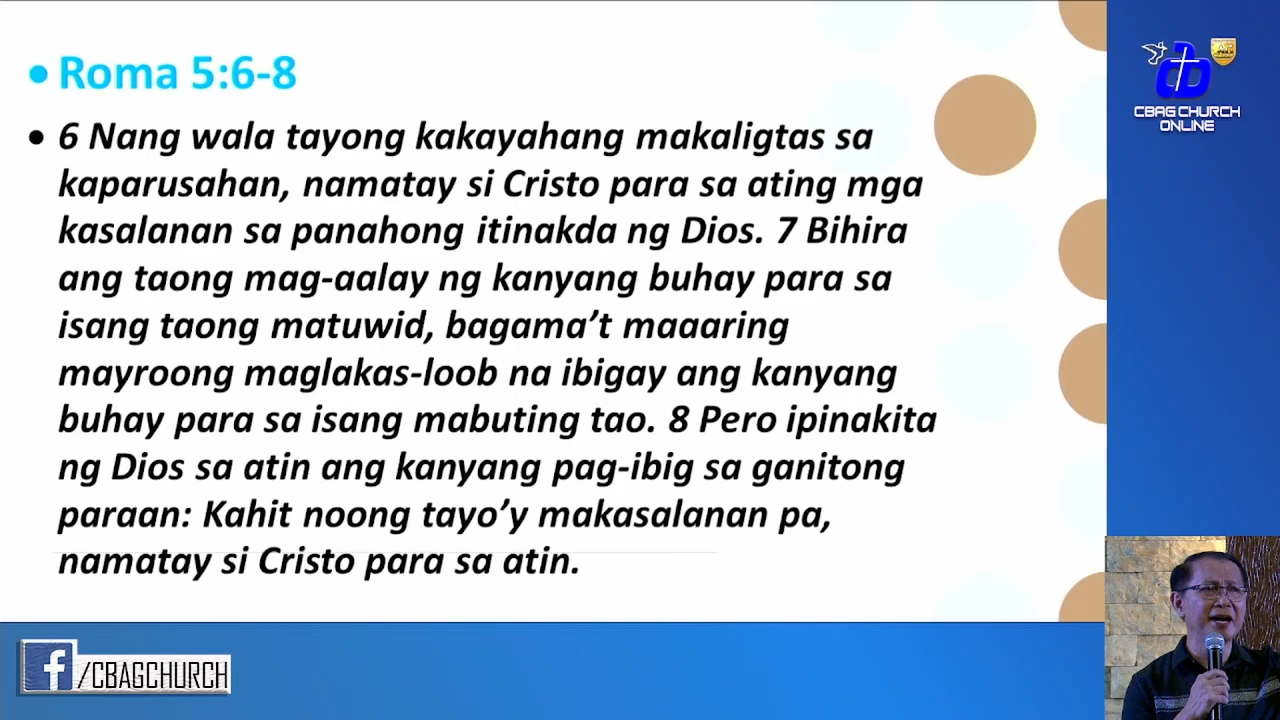 Roma 5:6-8
6 Nang wala tayong kakayahang makaligtas sa
kaparusahan, namatay si Cristo para sa ating mga
kasalanan sa panahong itinakda ng Dios. 7 Bihira
ang taong mag-aalay ng kanyang buhay para sa
isang taong matuwid, bagama’t maaaring
mayroong maglakas-loob na ibigay ang kanyang
buhay para sa isang mabuting tao. 8 Pero ipinakita
ng Dios sa atin ang kanyang pag-ibig sa ganitong
paraan: Kahit noong tayo’y makasalanan pa,
namatay si Cristo para sa atin.
CBAG CHURCH
ONLINE
f/CBAGCHURCH